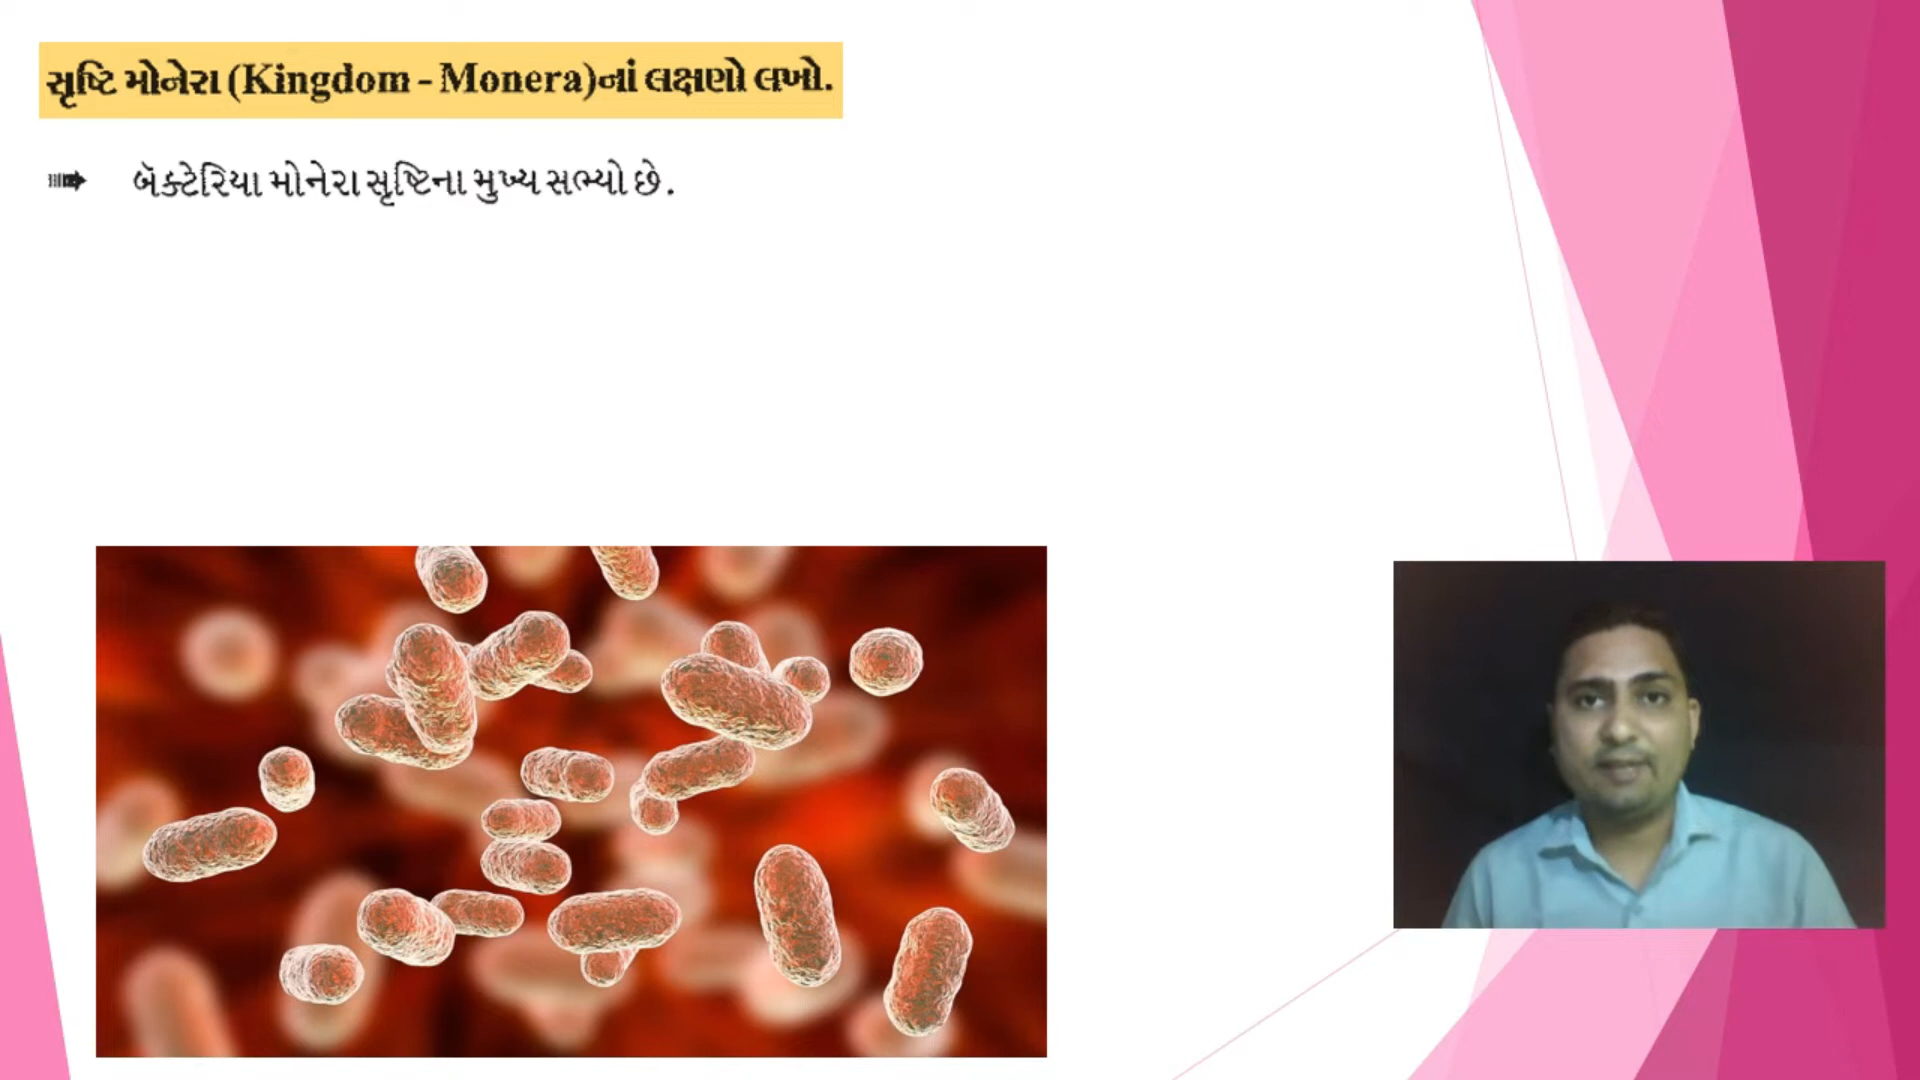 સૃષ્ટિ મોનેરા (Kingdom - Monera)નાં લક્ષણો લખો.
બૅક્ટેરિયા મોનેરા સૃષ્ટિના મુખ્ય સભ્યો છે.